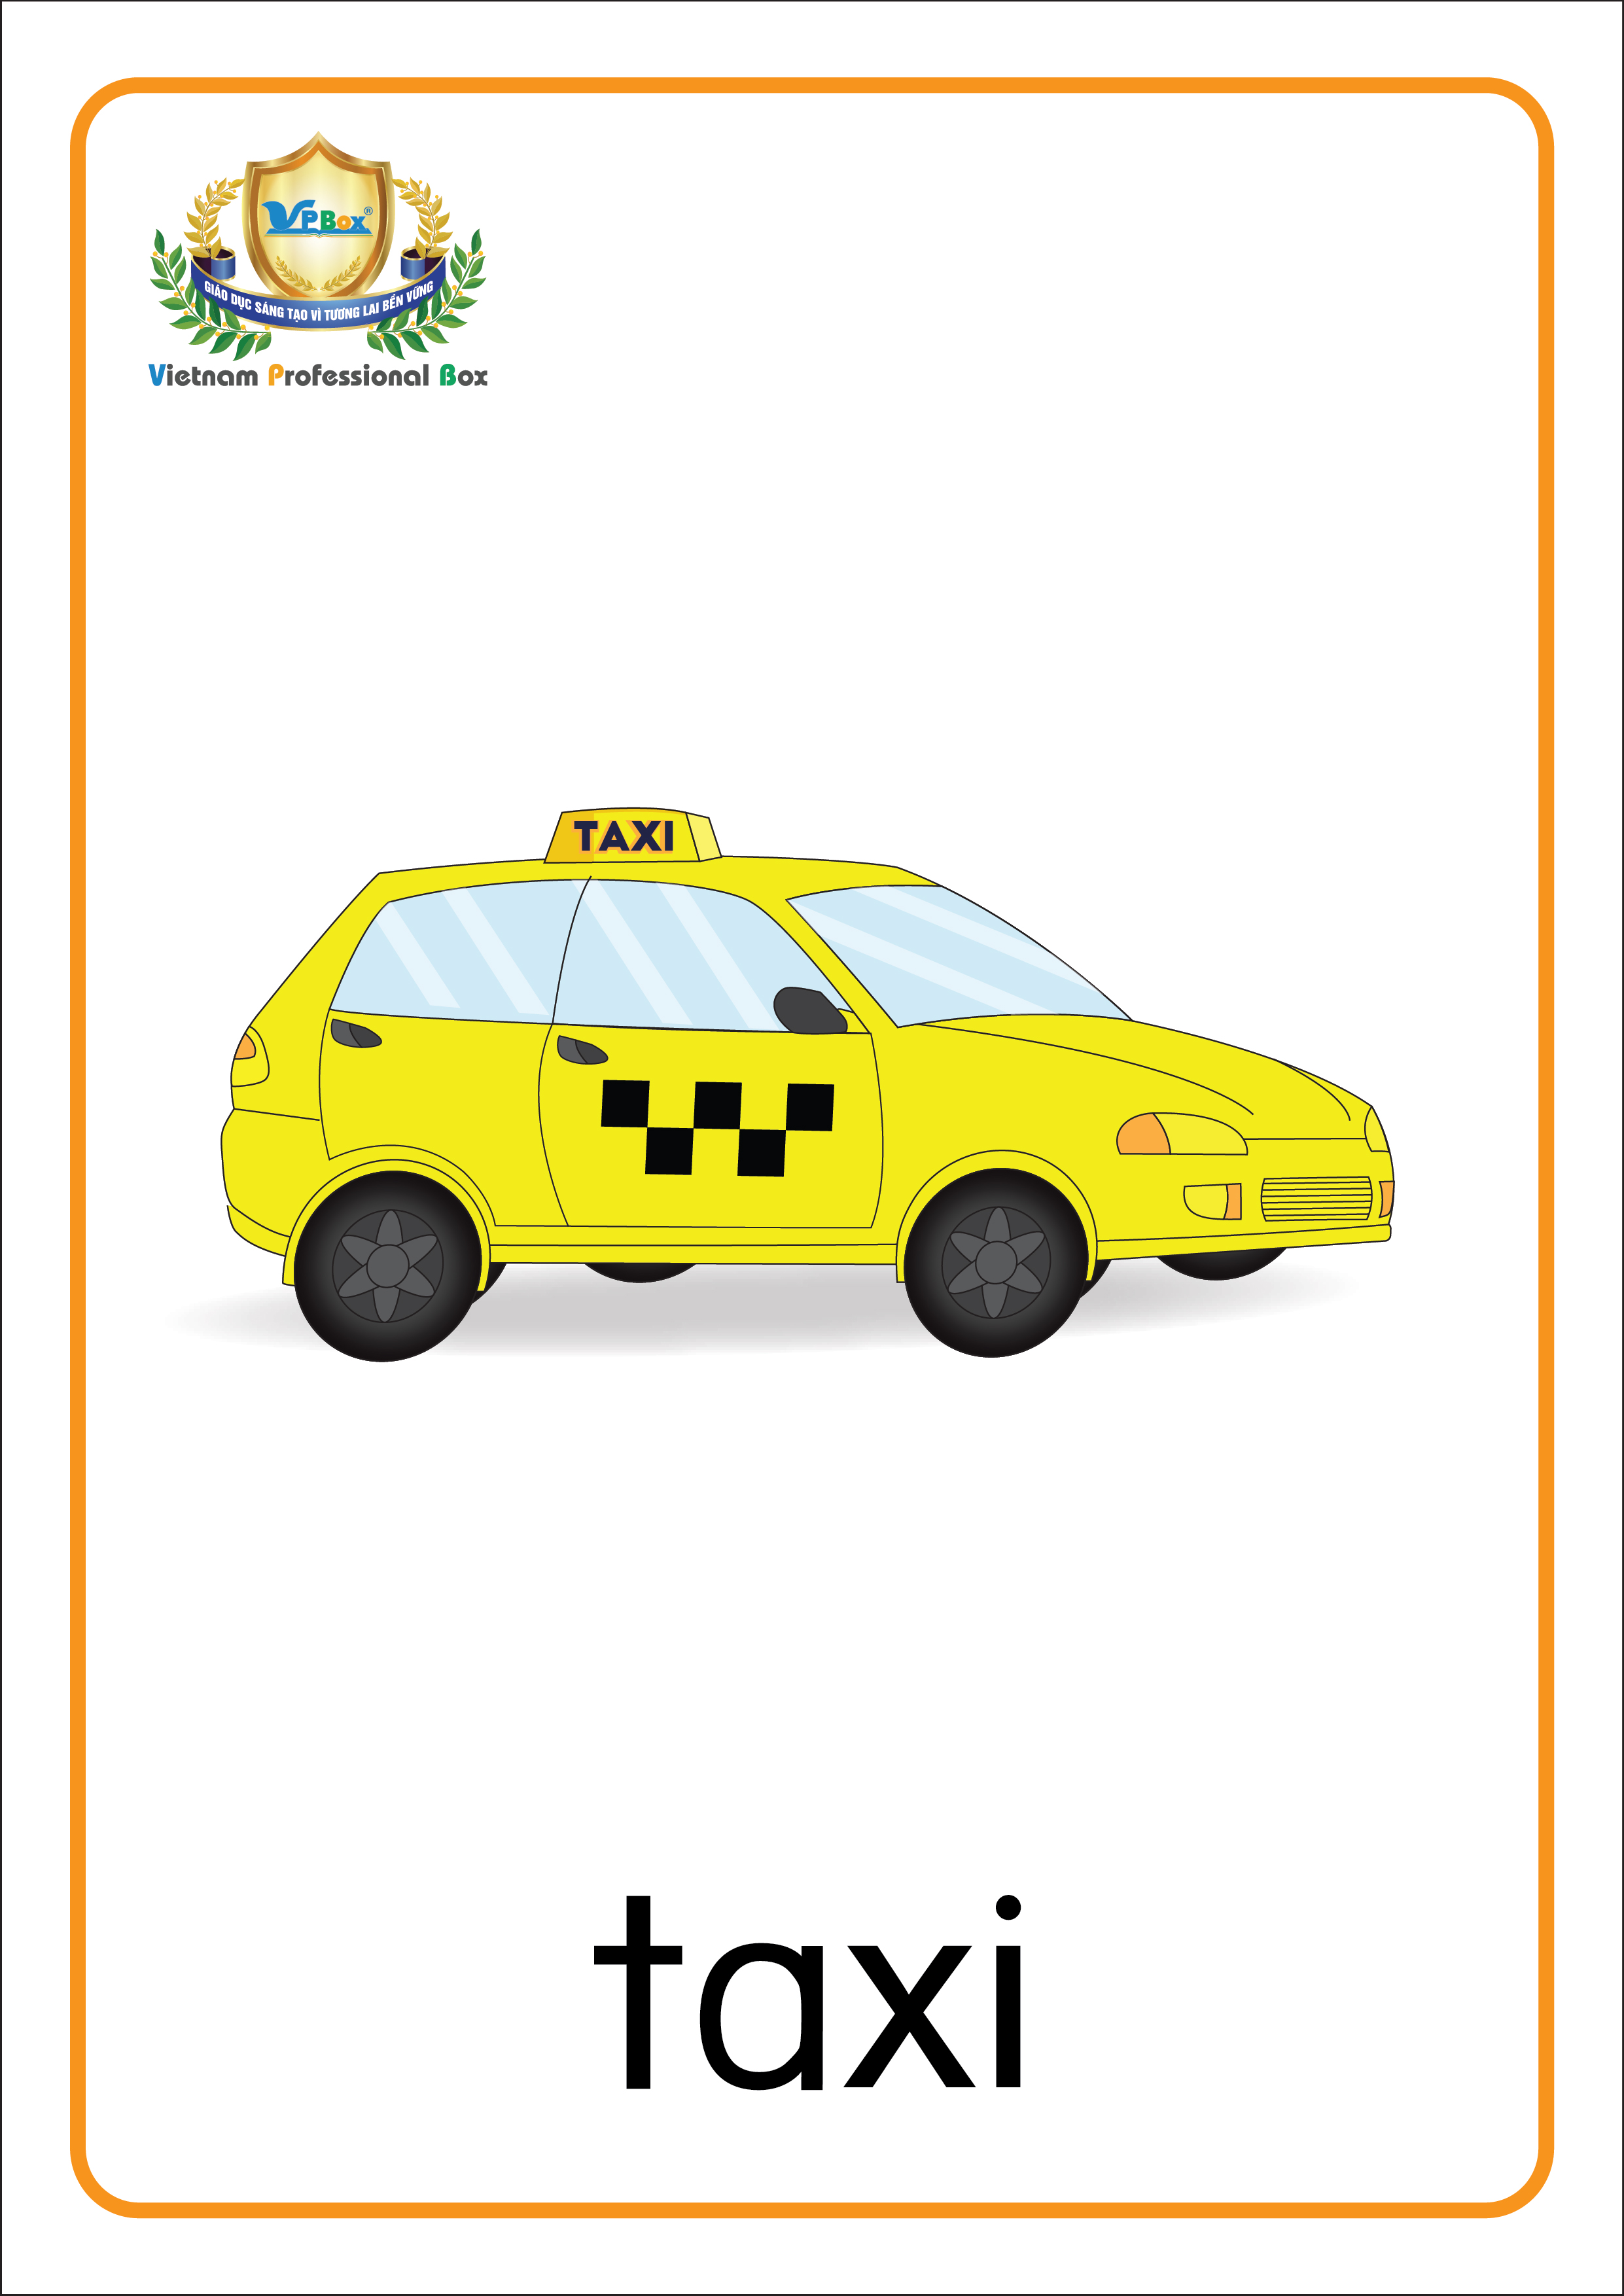 VPBox®
GIÁO DỤC SÁNG TẠO VÌ TƯƠNG LAI BỀN VỮNG
Vietnam Professional Box
TAXI
taxi